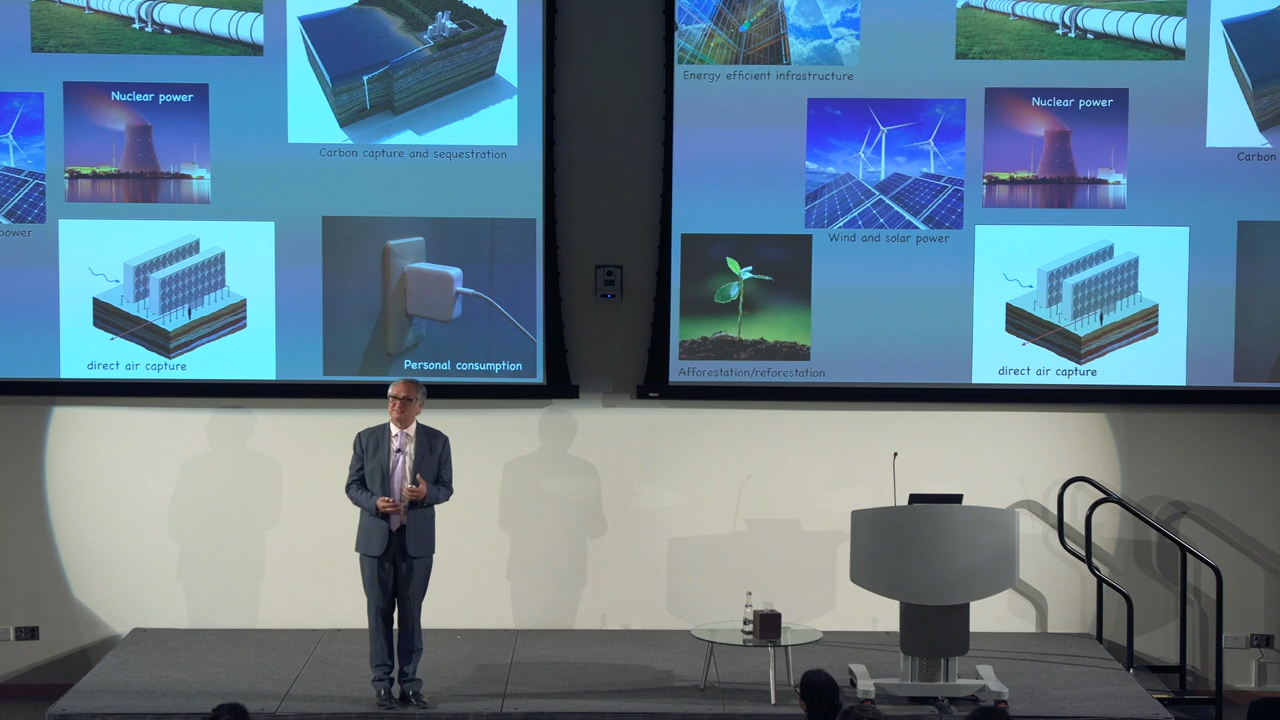 Nuclear power
Carbon capture and sequestration
power
direct air capture
Personal consumption
Energy efficient infrastructure
Nuclear power
Carbon
Wind and solar power
Afforestation/reforestation
direct air capture